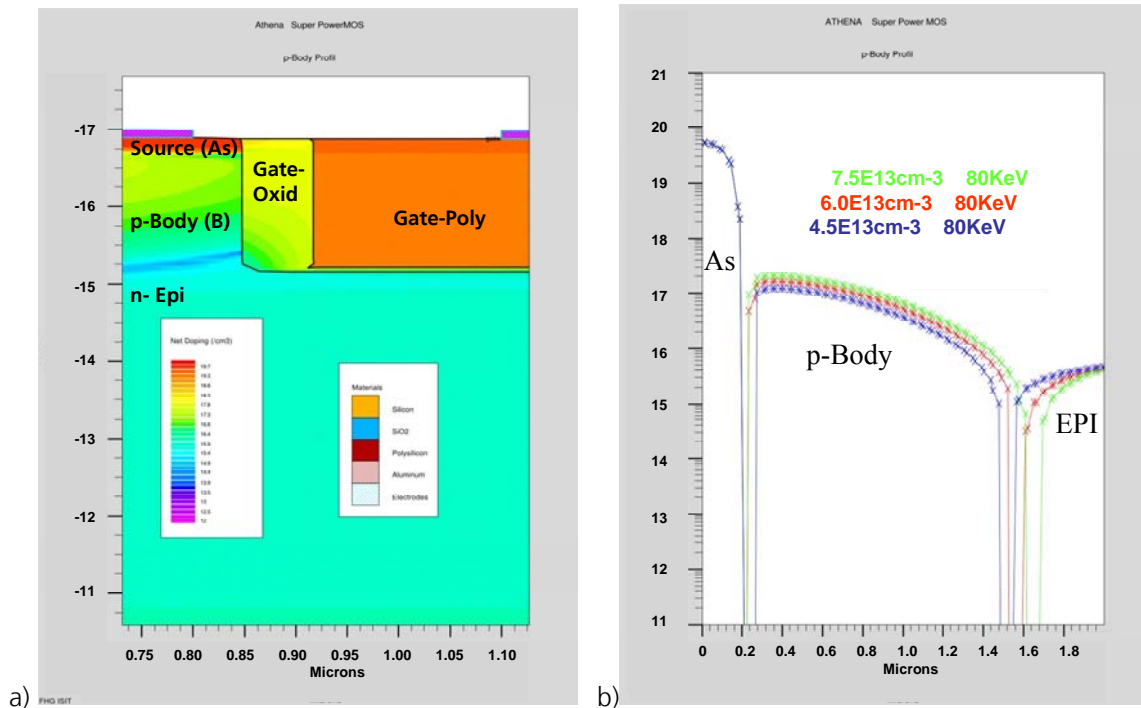 Athena Super PowerMOS
p-Body Profil
-17
-16
-15
-14
-13
-12
-11
Source (As)
p-Body (B)
n- Epi
Gate-
Oxid
Gate-Poly
Net Doping (/cm3)
Materials
Silicon
SiO2
Polysilicon
Aluminum
Electrodes
0.75 0.80 0.85 0.90 0.95 1.00 1.05 1.10
Microns
a)
FHG ISIT
ATHENA Super Power MOS
p-Body Profil
21
20
19
18
17
16
15
14
13
12
11
7.5E13cm-3 80KeV
6.0E13cm-3 80KeV
4.5E13cm-3 80KeV
As
p-Body
EPI
0 0.2 0.4 0.6 0.8 1.0 1.2 1.4 1.6 1.8
Microns
b)